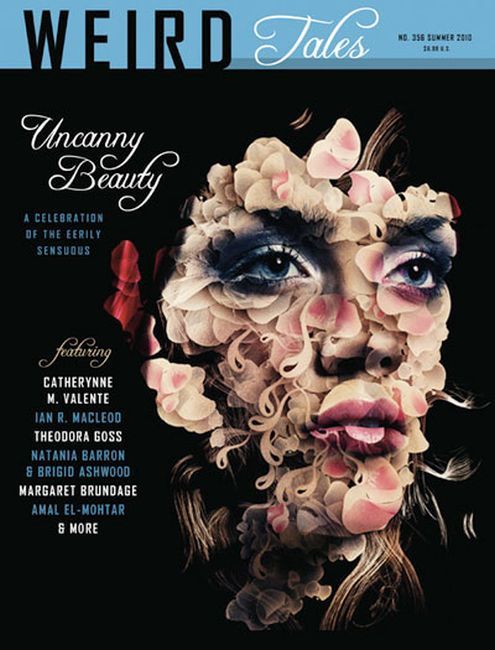 WEIRD Tales
NO. 356 SUMMER 2010
$6.99 U.S.
Uncanny
Beauty
A CELEBRATION
OF THE EERILY
SENSUOUS
featuring
CATHERYNNE
M. VALENTE
IAN R. MACLEOD
THEODORA GOSS
NATANIA BARRON
& BRIGID ASHWOOD
MARGARET BRUNDAGE
AMAL EL-MOHTAR
& MORE